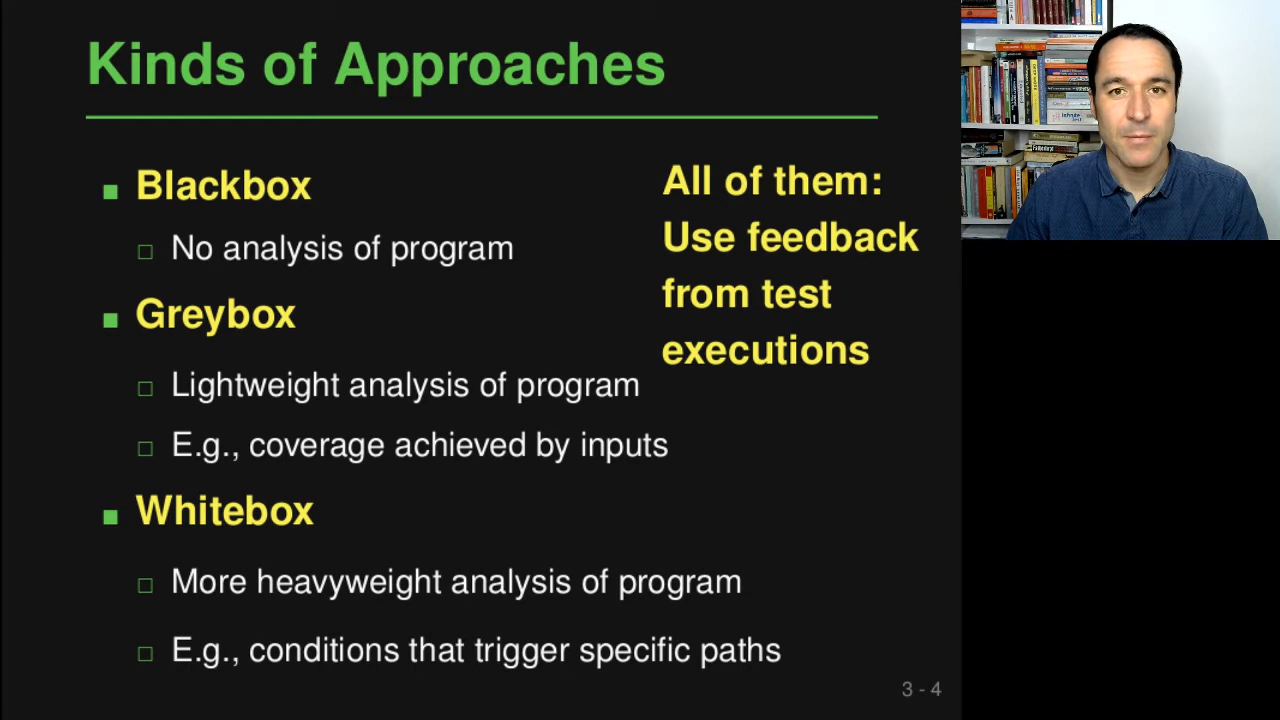 Kinds of Approaches
Blackbox
No analysis of program
Greybox
Lightweight analysis of program
E.g., coverage achieved by inputs
Whitebox
More heavyweight analysis of program
E.g., conditions that trigger specific paths
All of them:
Use feedback
from test
executions
3 - 4